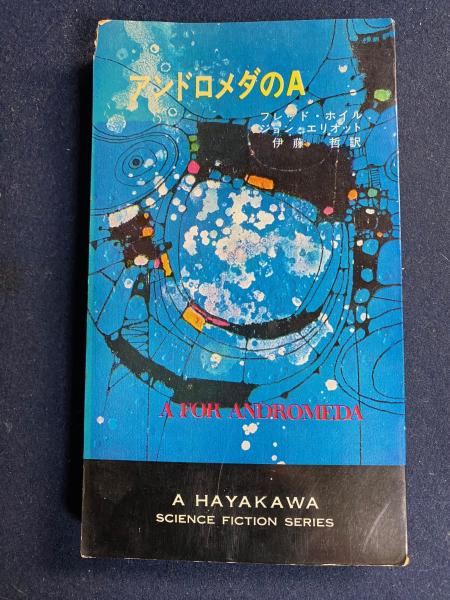 アンドロメダのA
フレッド・ホイル
ジョン・エリオット
伊藤 哲 訳
A FOR ANDROMEDA
A HAYAKAWA
SCIENCE FICTION SERIES